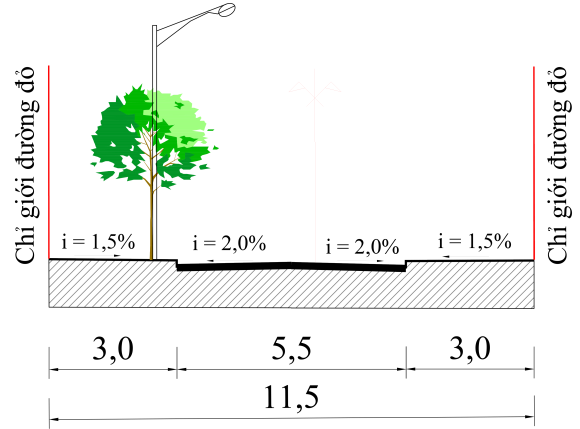 Chỉ giới đường đỏ
Chỉ giới đường đỏ
i = 1,5%
i = 2,0%
i = 2,0%
i = 1,5%
3,0
5,5
3,0
11,5